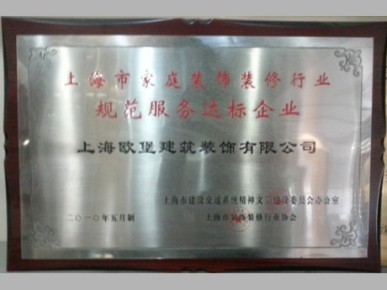 上海市家庭装饰装修行业
规范服务达标企业
上海欧堡建筑装饰有限公司
上海市建设交通系统精神文明建设委员会办公室
二〇一〇年五月制
上海市装饰装修行业协会